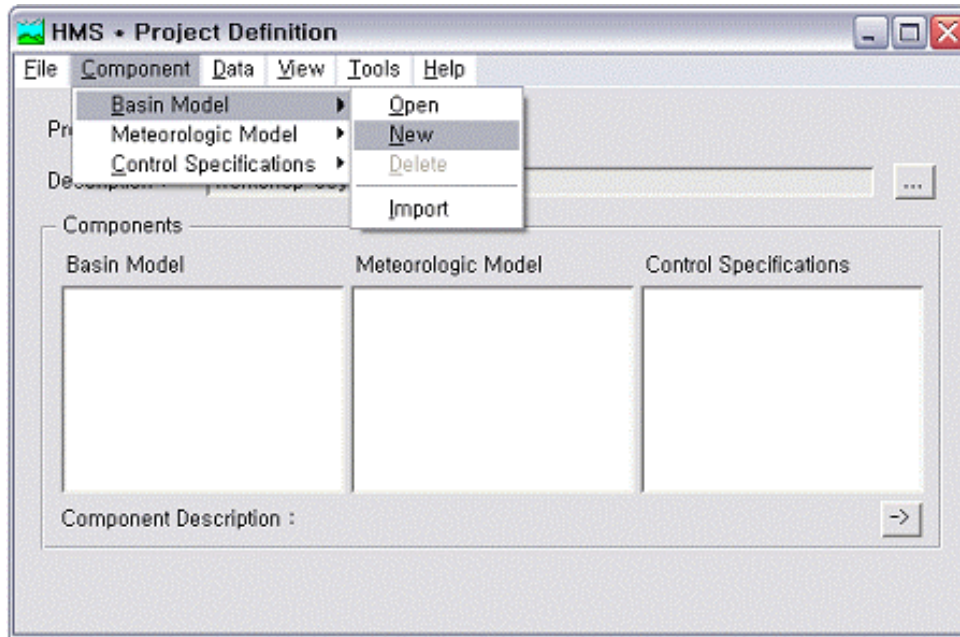 HMS • Project Definition
File Component Data View Tools Help
Basin Model
Meteorologic Model
Control Specifications
Open
New
Delete
Import
...
Components
Basin Model Meteorologic Model Control Specifications
Component Description :
->